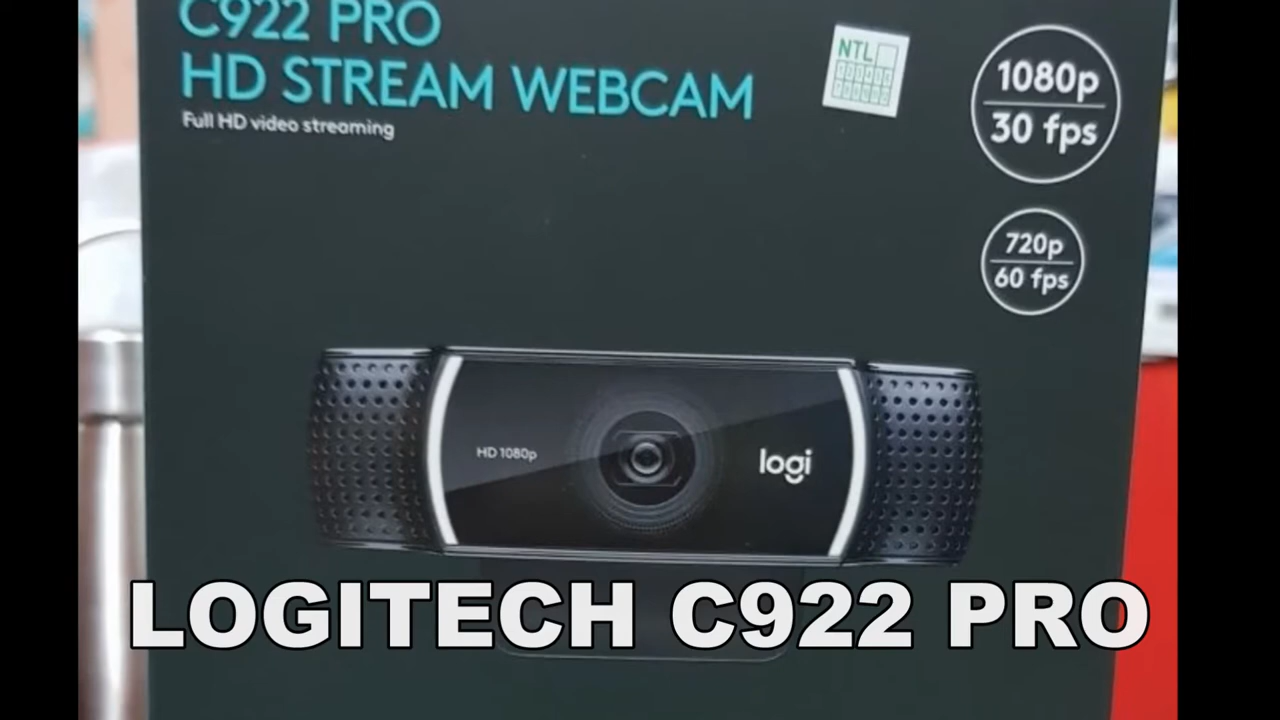 C922 PRO
HD STREAM WEBCAM
Full HD video streaming
NTL
1080p
30 fps
720p
60 fps
HD 1080p
logi
LOGITECH C922 PRO